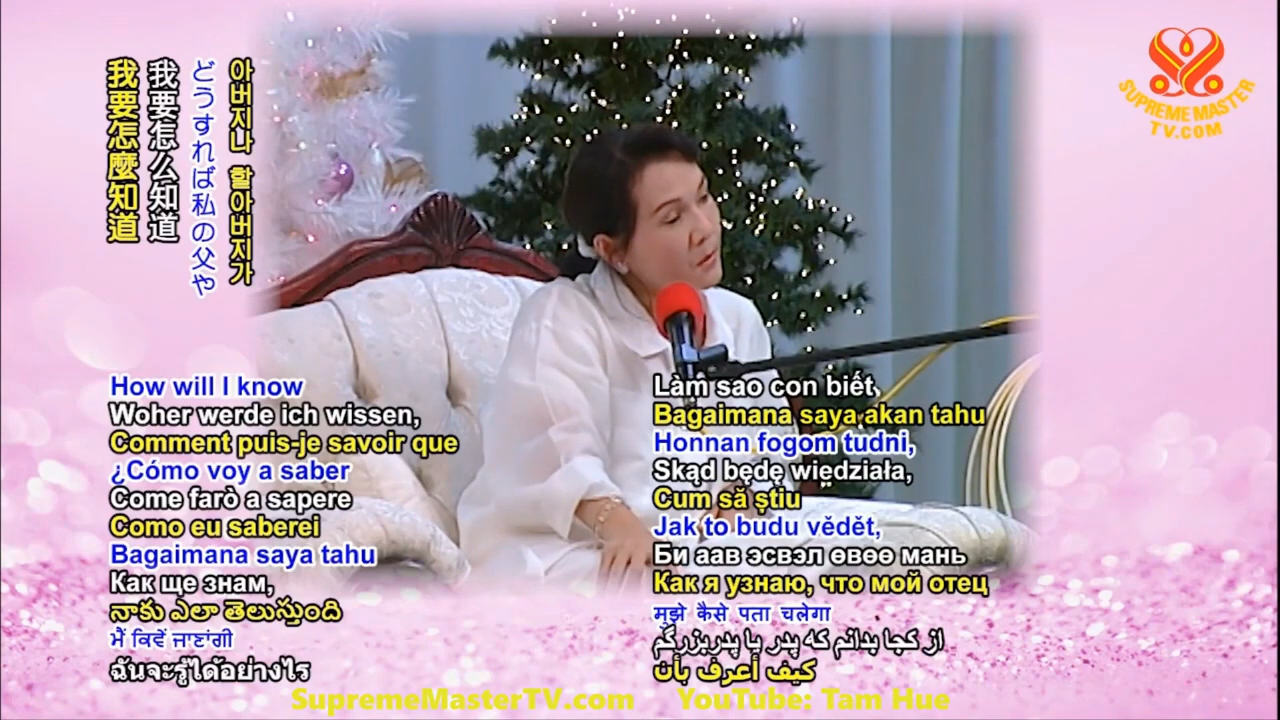 我要怎麼知道
我要怎么知道
どうすれば私の父や
아버지나 할아버지가
SUPREME MASTER
TV.COM
How will I know
Woher werde ich wissen,
Comment puis-je savoir que
¿Cómo voy a saber
Come farò a sapere
Como eu saberei
Bagaimana saya tahu
Как ще знам,
నాకు ఎలా తెలుస్తుంది
ਮੈਂ ਕਿਵੇਂ ਜਾਣਾਂਗੀ
ฉันจะรู้ได้อย่างไร
Làm sao con biết,
Bagaimana saya akan tahu
Honnan fogom tudni,
Skąd będę wiedziała,
Cum să știu
Jak to budu vědět,
Би аав эсвэл өвөө мань
Как я узнаю, что мой отец
मुझे कैसे पता चलेगा
از کجا بدانم که پدر یا پدربزرگم
كيف أعرف بأن
SupremeMasterTV.com YouTube: Tam Hue